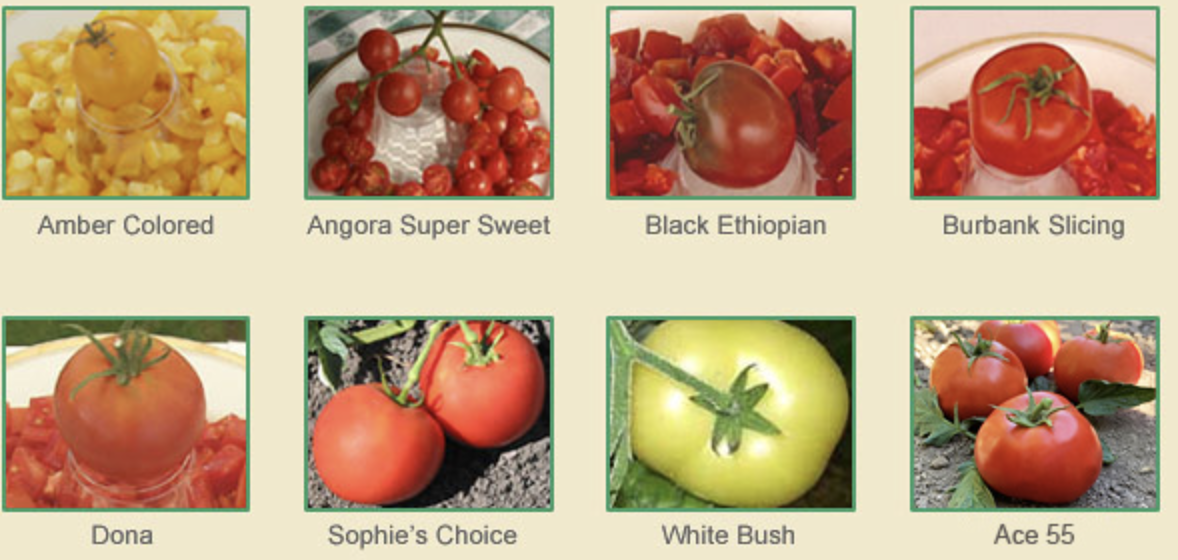 Amber Colored
Angora Super Sweet
Black Ethiopian
Burbank Slicing
Dona
Sophie’s Choice
White Bush
Ace 55